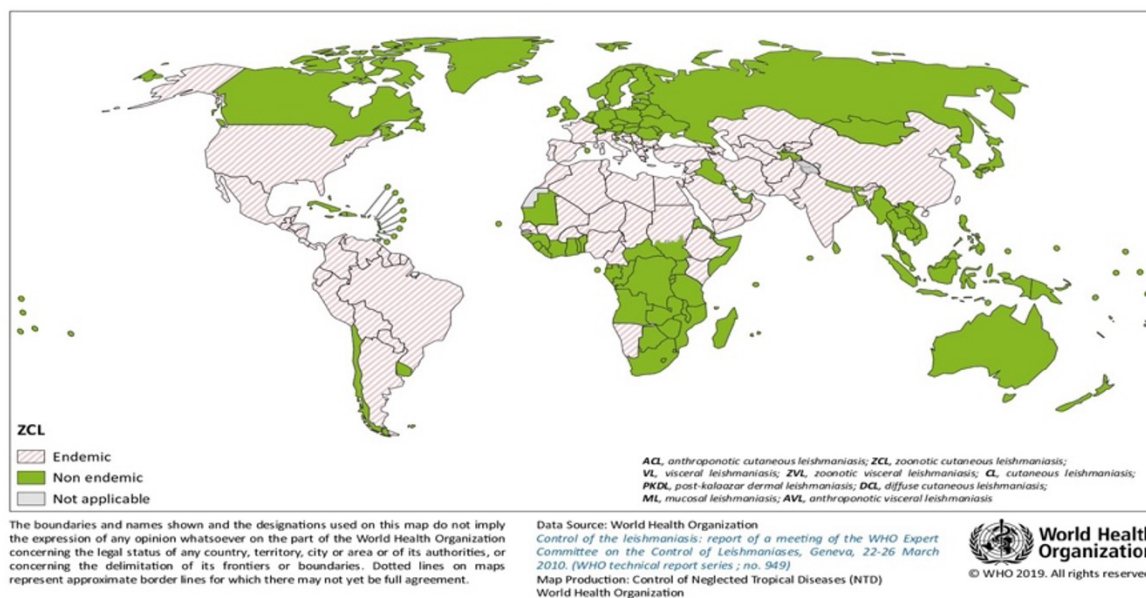 ZCL
Endemic
Non endemic
Not applicable
ACL, anthroponotic cutaneous leishmaniasis; ZCL, zoonotic cutaneous leishmaniasis;
VL, visceral leishmaniasis; ZVL, zoonotic visceral leishmaniasis; CL, cutaneous leishmaniasis;
PKDL, post-kalaazar dermal leishmaniasis; DCL, diffuse cutaneous leishmaniasis;
ML, mucosal leishmaniasis; AVL, anthroponotic visceral leishmaniasis
The boundaries and names shown and the designations used on this map do not imply
the expression of any opinion whatsoever on the part of the World Health Organization
concerning the legal status of any country, territory, city or area or of its authorities, or
concerning the delimitation of its frontiers or boundaries. Dotted lines on maps
represent approximate border lines for which there may not yet be full agreement.
Data Source: World Health Organization
Control of the leishmaniasis: report of a meeting of the WHO Expert
Committee on the Control of Leishmaniases, Geneva, 22-26 March
2010. (WHO technical report series ; no. 949)
Map Production: Control of Neglected Tropical Diseases (NTD)
World Health Organization
World Health
Organization
© WHO 2019. All rights reserved